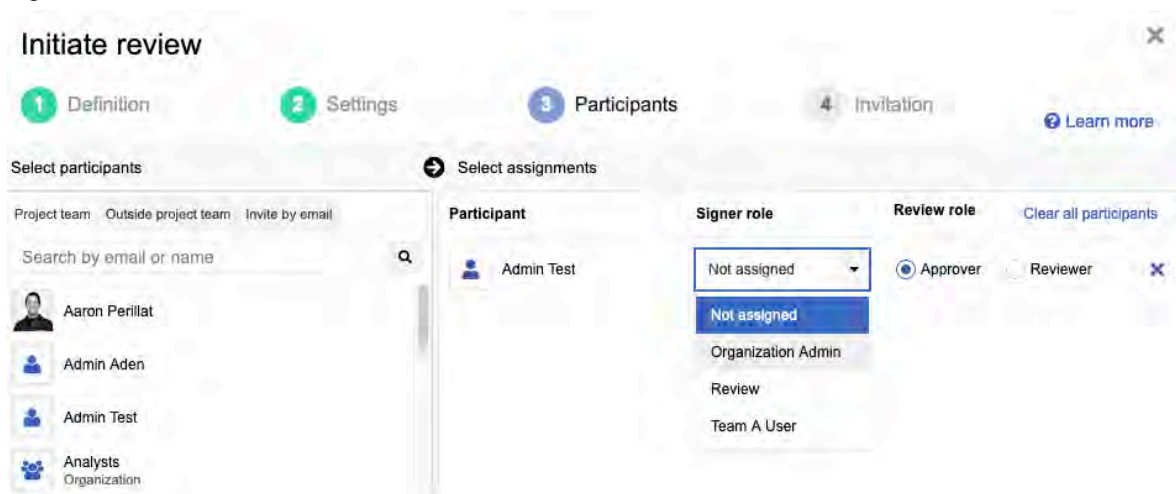 Initiate review
1 Definition 2 Settings 3 Participants 4 Invitation Learn more
Select participants Select assignments
Project team Outside project team Invite by email
Participant Signer role Review role Clear all participants
Search by email or name
Admin Test Not assigned Approver Reviewer
Aaron Perillat
Not assigned
Organization Admin
Admin Aden
Review
Admin Test
Team A User
Analysts
Organization